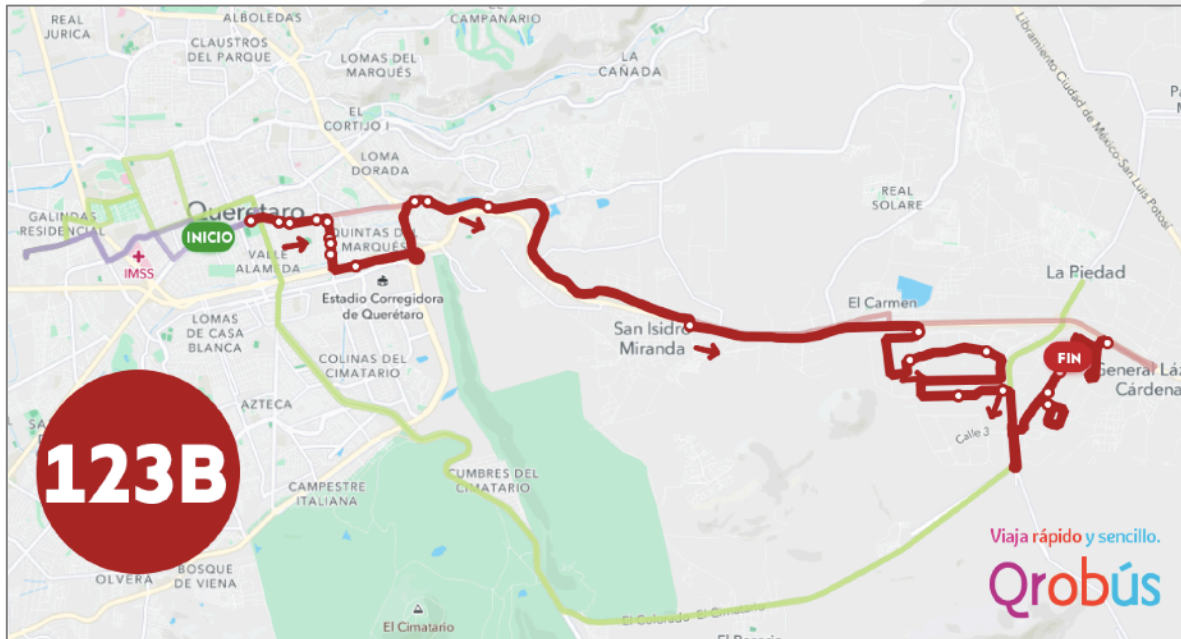 REAL
JURICA
ALBOLEDAS
CAMPANARIO
CLAUSTROS
DEL PARQUE
LOMAS DEL
MARQUÉS
LA
CAÑADA
Libramiento Ciudad de México-San Luis Potosí
EL
CORTIJO I
LOMA
DORADA
GALINDAS
RESIDENCIAL
Querétaro
INICIO
IMSS
VALLE
ALAMEDA
QUINTAS DEL
MARQUÉS
REAL
SOLARE
Estadio Corregidora
de Querétaro
La Piedad
El Carmen
LOMAS
DE CASA
BLANCA
San Isidro
Miranda
COLINAS DEL
CIMATARIO
FIN
General Láz
Cárdena
AZTECA
Calle 3
123B
CAMPESTRE
ITALIANA
CUMBRES DEL
CIMATARIO
OLVERA
BOSQUE
DE VIENA
El Cimatario
El Colorado-El Cimatario
Viaja rápido y sencillo.
Qrobús